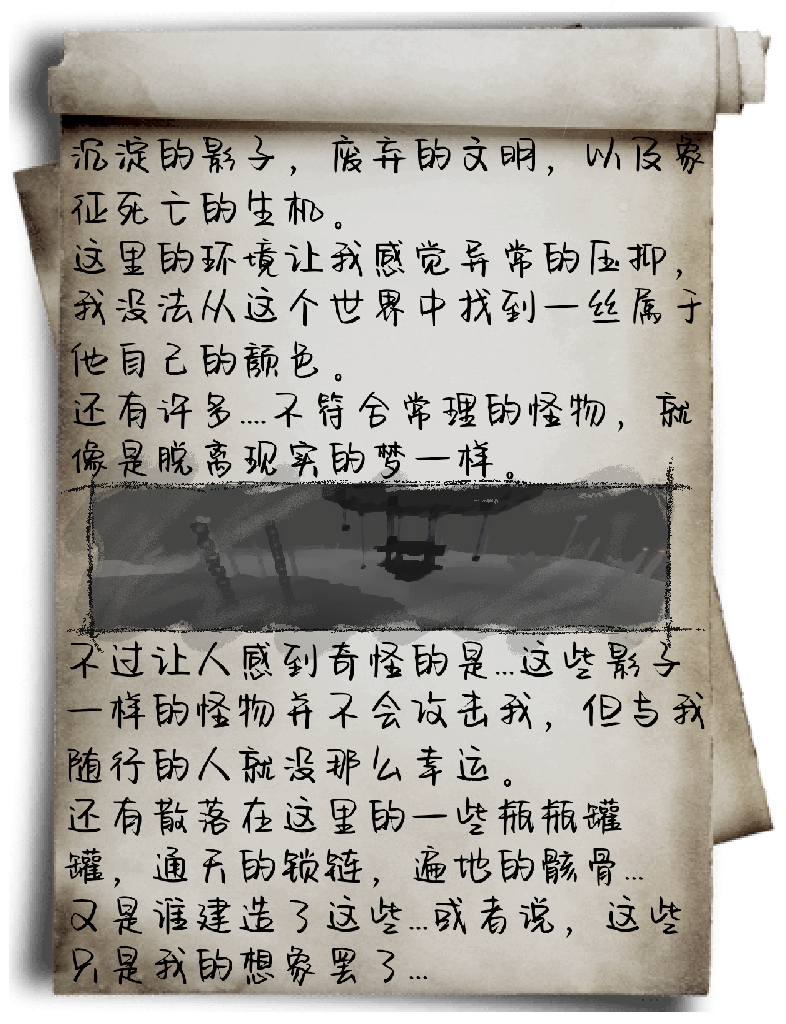 沉淀的影子，废弃的文明，以及象
征死亡的生机。
这里的环境让我感觉异常的压抑，
我没法从这个世界中找到一丝属于
他自己的颜色。
还有许多....不符合常理的怪物，就
像是脱离现实的梦一样。
不过让人感到奇怪的是...这些影子
一样的怪物并不会攻击我，但与我
随行的人就没那么幸运。
还有散落在这里的一些瓶瓶罐
罐，通天的锁链，遍地的骸骨...
又是谁建造了这些...或者说，这些
只是我的想象罢了...